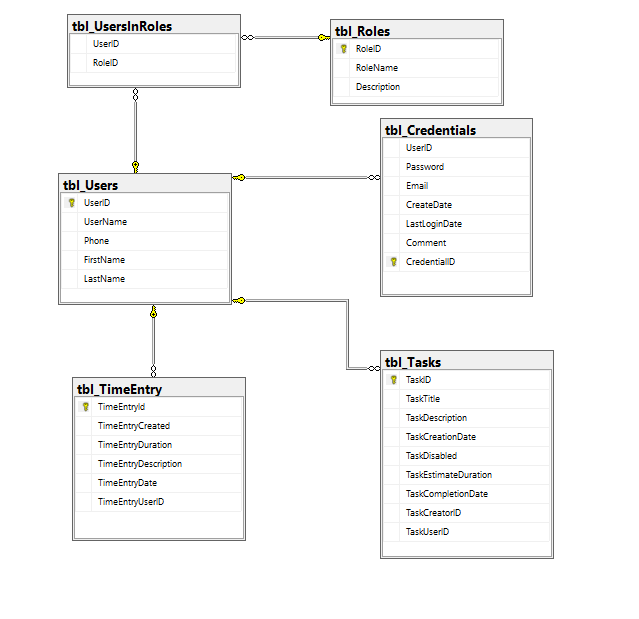 tbl_UsersInRoles
UserID
RoleID
tbl_Roles
RoleID
RoleName
Description
tbl_Credentials
UserID
Password
Email
CreateDate
LastLoginDate
Comment
CredentialID
tbl_Users
UserID
UserName
Phone
FirstName
LastName
tbl_TimeEntry
TimeEntryId
TimeEntryCreated
TimeEntryDuration
TimeEntryDescription
TimeEntryDate
TimeEntryUserID
tbl_Tasks
TaskID
TaskTitle
TaskDescription
TaskCreationDate
TaskDisabled
TaskEstimateDuration
TaskCompletionDate
TaskCreatorID
TaskUserID